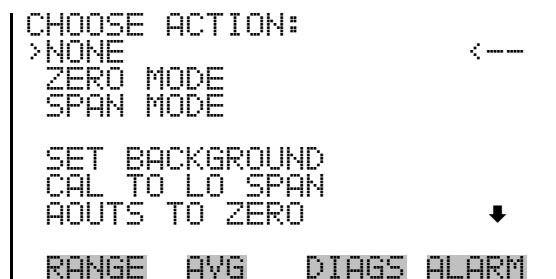 CHOOSE ACTION:
>NONE <--
ZERO MODE
SPAN MODE
SET BACKGROUND
CAL TO LO SPAN
AOUTS TO ZERO ⬇
RANGE AVG DIAGS ALARM